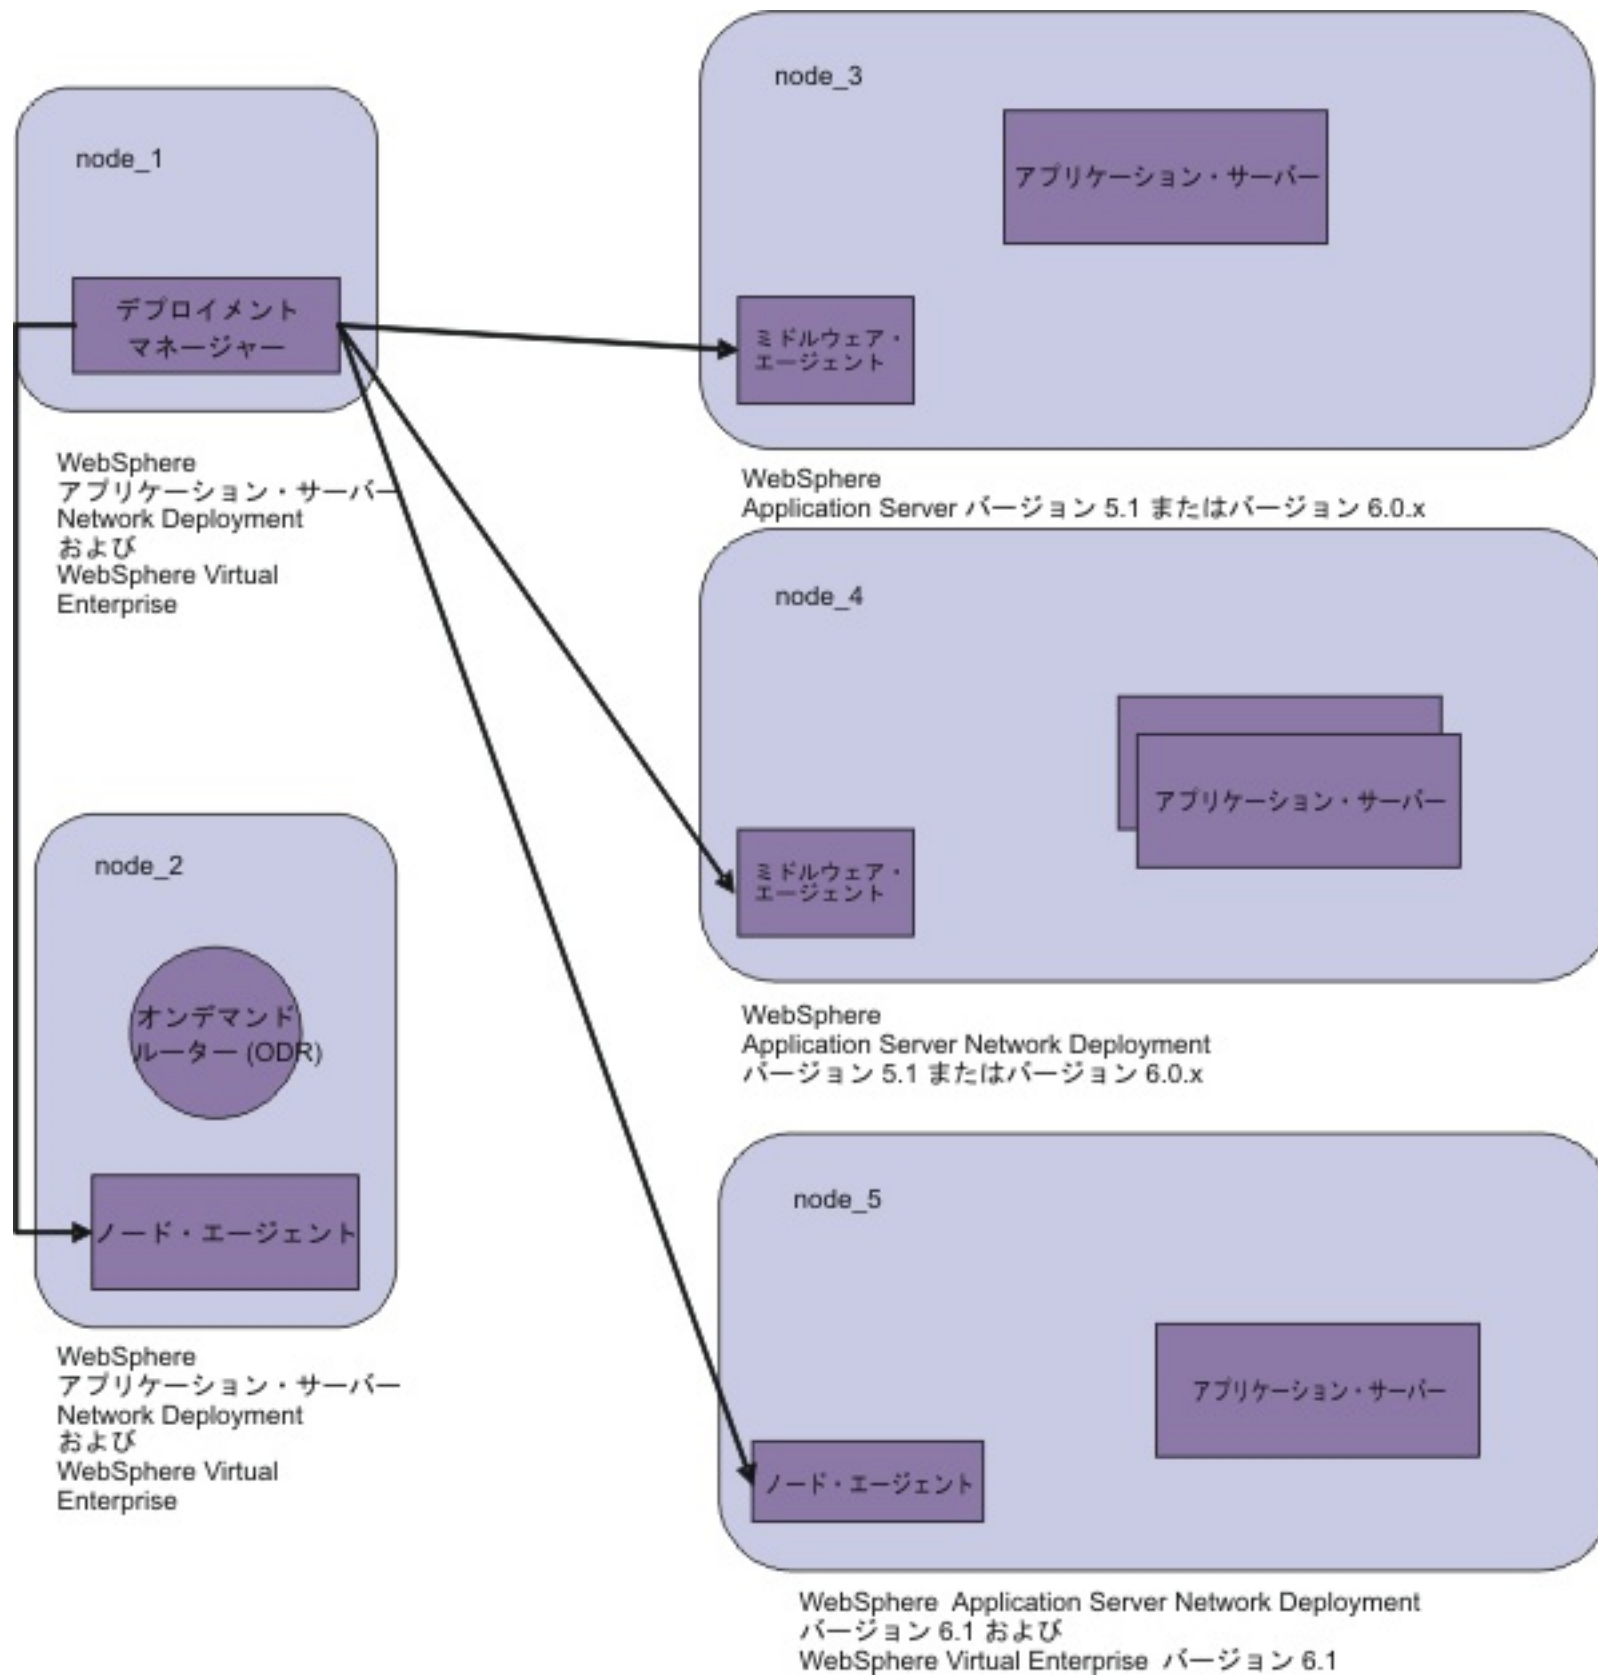 node_1
デプロイメント
マネージャー
WebSphere
アプリケーション・サーバー
Network Deployment
および
WebSphere Virtual
Enterprise
node_2
オンデマンド
ルーター (ODR)
ノード・エージェント
WebSphere
アプリケーション・サーバー
Network Deployment
および
WebSphere Virtual
Enterprise
node_3
アプリケーション・サーバー
ミドルウェア・
エージェント
WebSphere
Application Server バージョン 5.1 またはバージョン 6.0.x
node_4
アプリケーション・サーバー
ミドルウェア・
エージェント
WebSphere
Application Server Network Deployment
バージョン 5.1 またはバージョン 6.0.x
node_5
アプリケーション・サーバー
ノード・エージェント
WebSphere Application Server Network Deployment
バージョン 6.1 および
WebSphere Virtual Enterprise バージョン 6.1